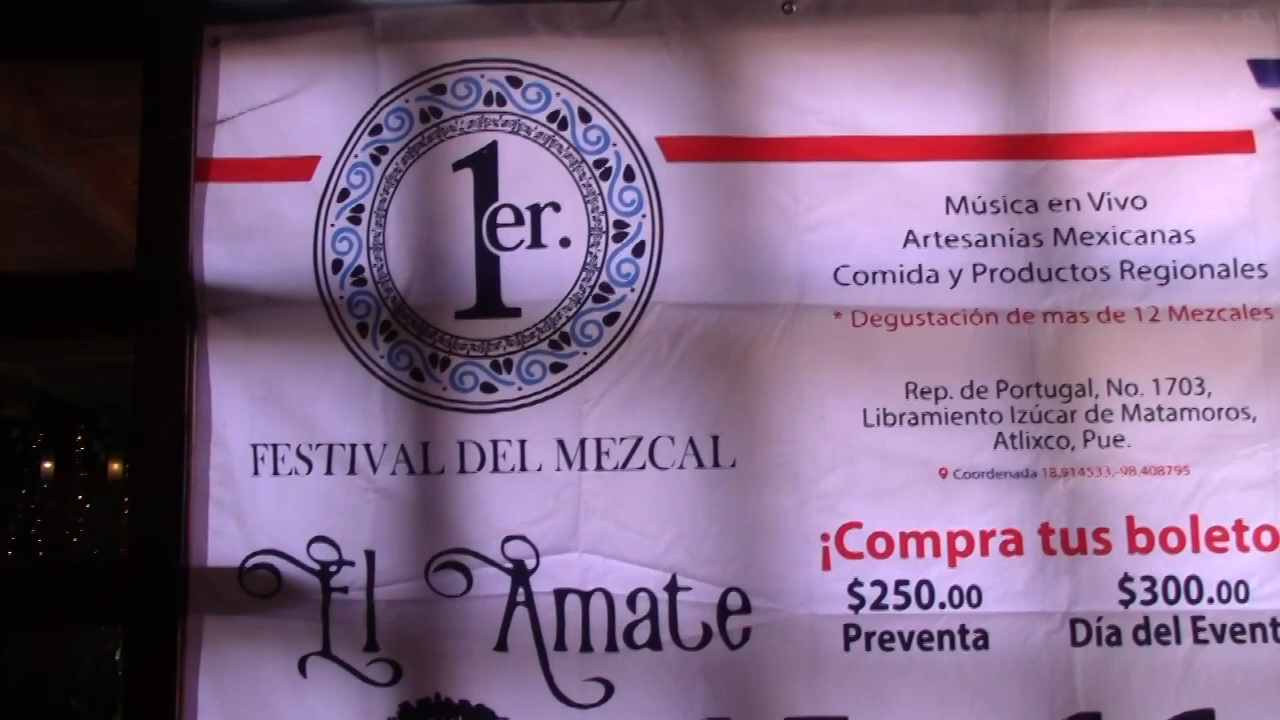 1er.
FESTIVAL DEL MEZCAL
El Amate
Música en Vivo
Artesanías Mexicanas
Comida y Productos Regionales
* Degustación de mas de 12 Mezcales
Rep. de Portugal, No. 1703,
Libramiento Izúcar de Matamoros,
Atlixco, Pue.
Coordenada 18.914533,-98.408795
¡Compra tus boleto
$250.00 $300.00
Preventa Día del Event